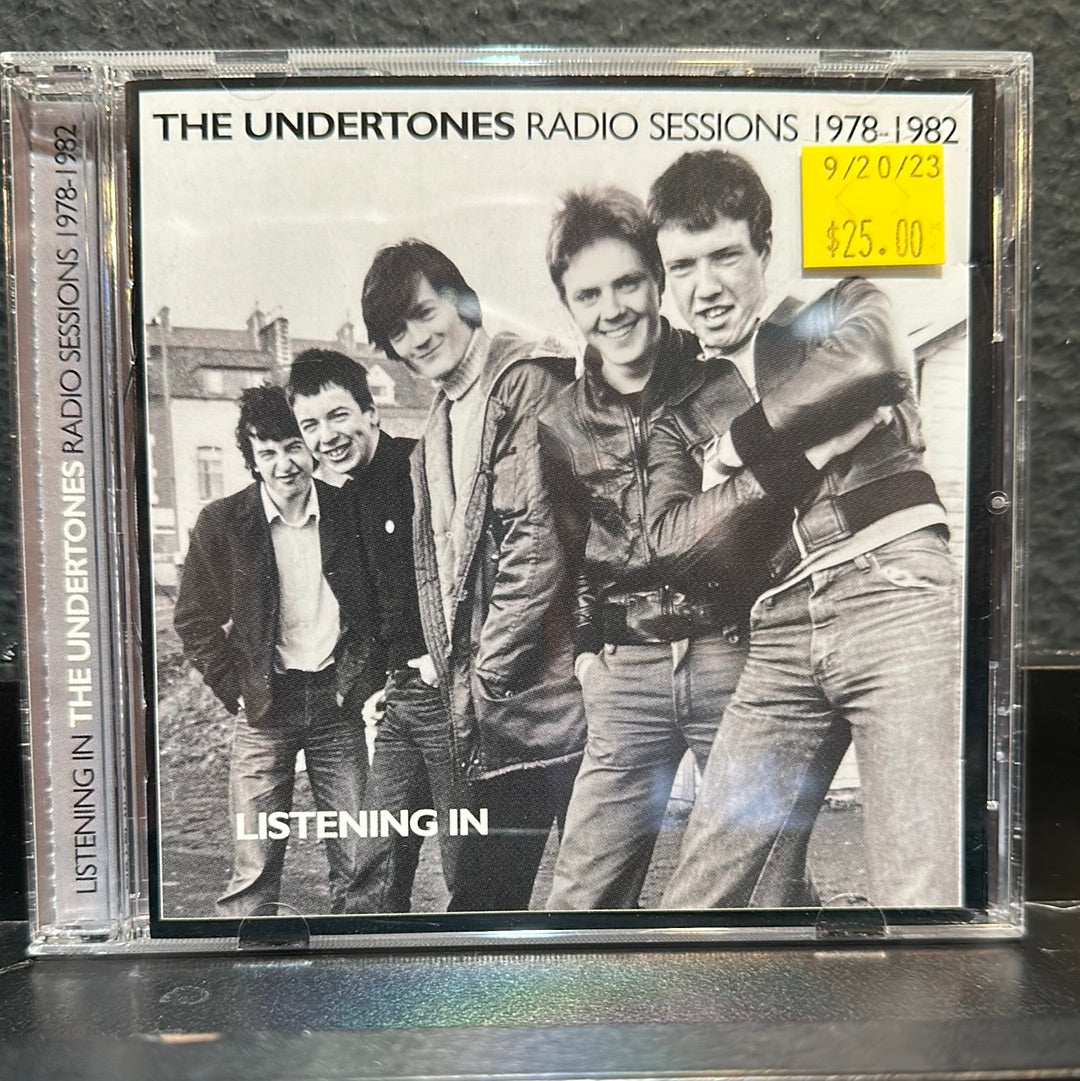 THE UNDERTONES RADIO SESSIONS 1978-1982
9/20/23
$25.00
LISTENING IN
LISTENING IN THE UNDERTONES RADIO SESSIONS 1978-1982